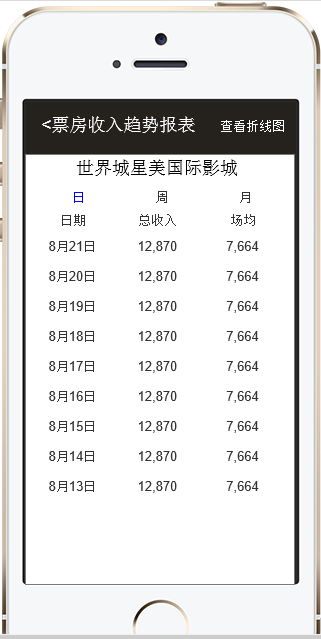 <票房收入趋势报表 查看折线图
世界城星美国际影城
日 周 月
日期 总收入 场均
8月21日 12,870 7,664
8月20日 12,870 7,664
8月19日 12,870 7,664
8月18日 12,870 7,664
8月17日 12,870 7,664
8月16日 12,870 7,664
8月15日 12,870 7,664
8月14日 12,870 7,664
8月13日 12,870 7,664